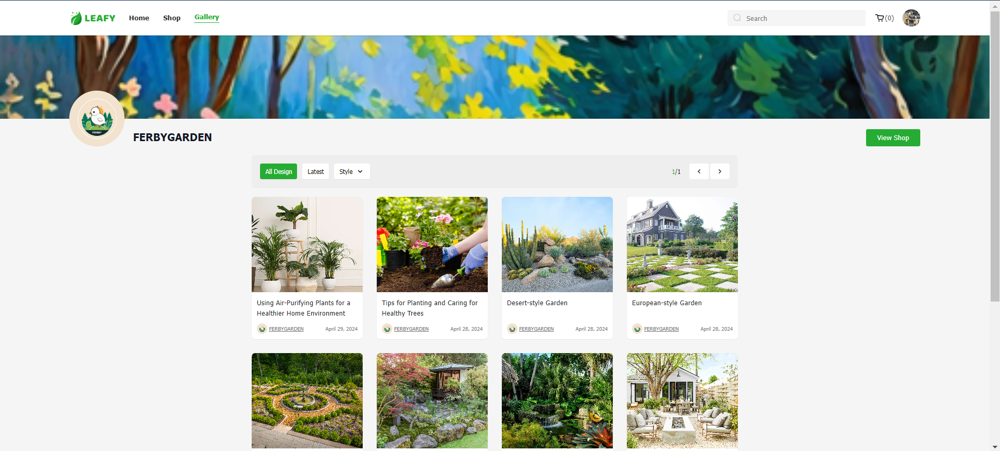 LEAFY
Home
Shop
Gallery
Search
(0)
FERBYGARDEN
View Shop
All Design
Latest
Style
1/1
Using Air-Purifying Plants for a
Healthier Home Environment
FERBYGARDEN
April 29, 2024
Tips for Planting and Caring for
Healthy Trees
FERBYGARDEN
April 28, 2024
Desert-style Garden
FERBYGARDEN
April 28, 2024
European-style Garden
FERBYGARDEN
April 28, 2024